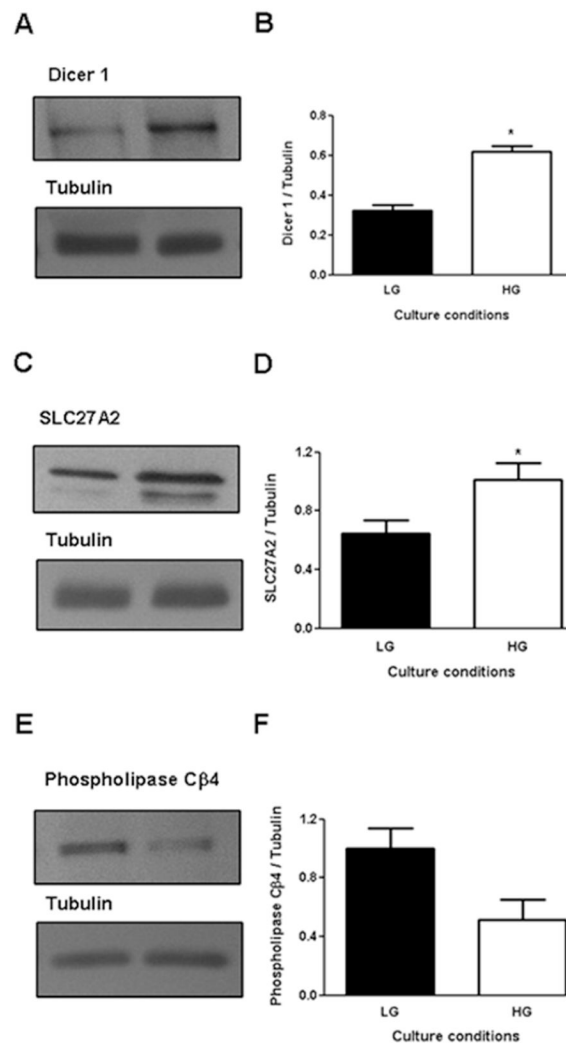 A
Dicer 1
Tubulin
B
Dicer 1 / Tubulin
0.8
0.6
0.4
0.2
0.0
*
LG
HG
Culture conditions
C
SLC27A2
Tubulin
D
SLC27A2 / Tubulin
1.2
0.8
0.4
0.0
*
LG
HG
Culture conditions
E
Phospholipase Cβ4
Tubulin
F
Phospholipase Cβ4 / Tubulin
1.2
0.8
0.4
0.0
LG
HG
Culture conditions